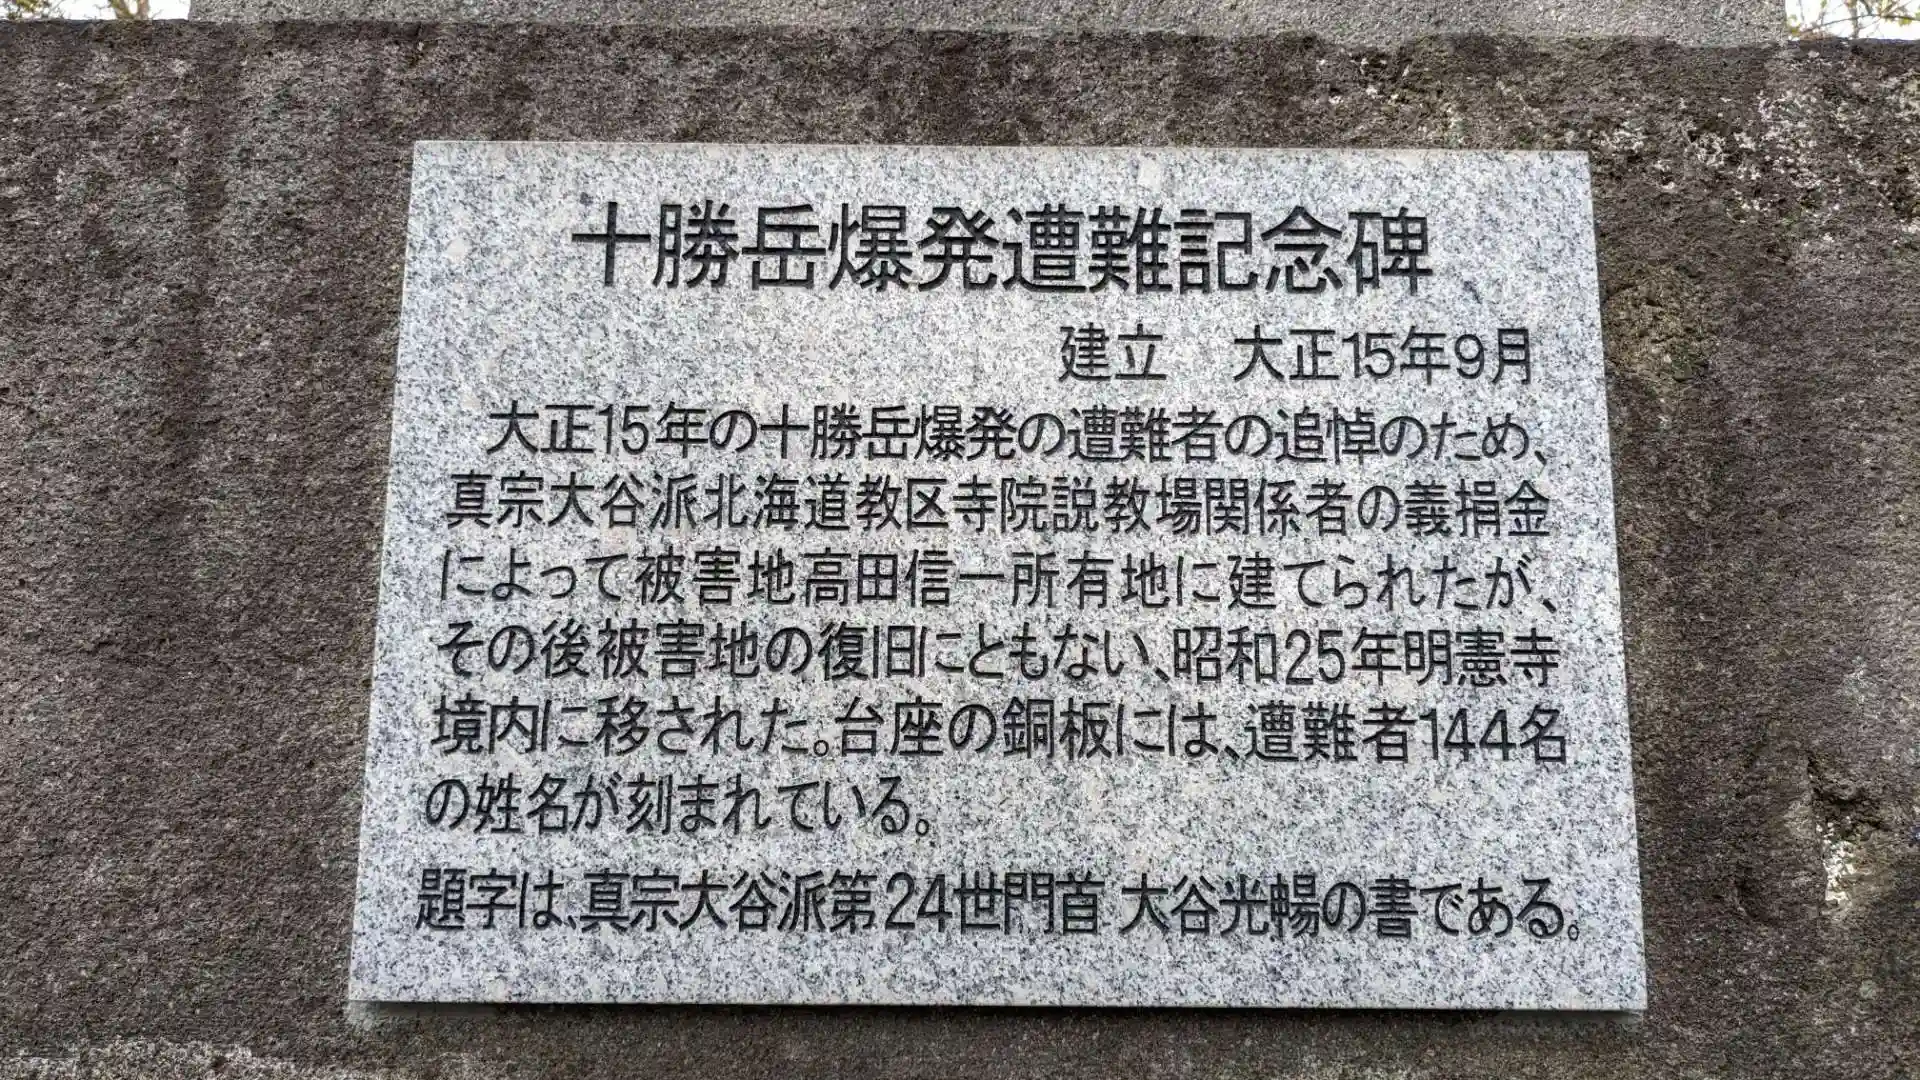 十勝岳爆発遭難記念碑
建立　大正15年9月
大正15年の十勝岳爆発の遭難者の追悼のため、
真宗大谷派北海道教区寺院説教場関係者の義捐金
によって被害地高田信一所有地に建てられたが、
その後被害地の復旧にともない、昭和25年明憲寺
境内に移された。台座の銅板には、遭難者144名
の姓名が刻まれている。
題字は、真宗大谷派第24世門首 大谷光暢の書である。